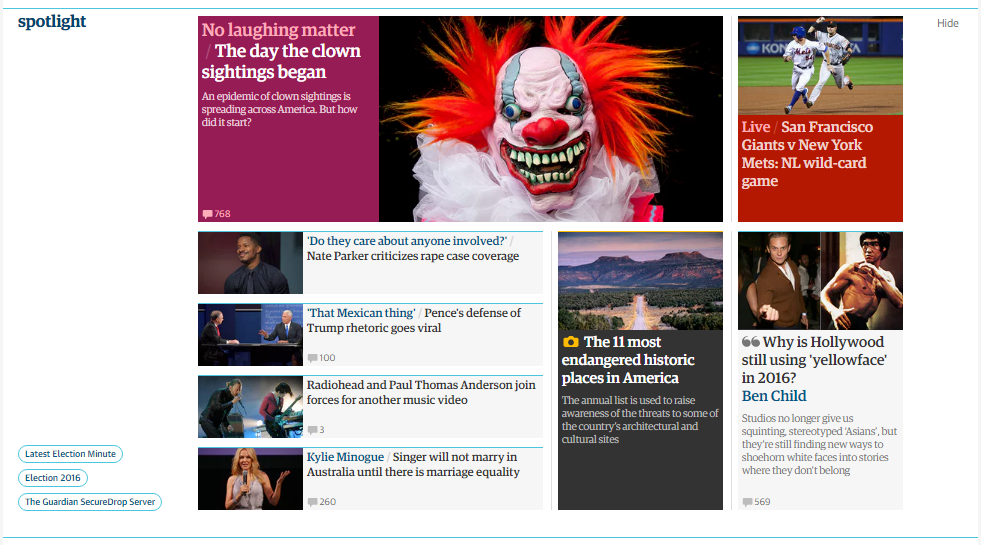 spotlight
Hide
No laughing matter
/ The day the clown
sightings began
An epidemic of clown sightings is
spreading across America. But how
did it start?
768
KON
Live / San Francisco
Giants v New York
Mets: NL wild-card
game
'Do they care about anyone involved?' /
Nate Parker criticizes rape case coverage
'That Mexican thing' / Pence's defense of
Trump rhetoric goes viral
100
Radiohead and Paul Thomas Anderson join
forces for another music video
3
Kylie Minogue / Singer will not marry in
Australia until there is marriage equality
260
The 11 most
endangered historic
places in America
The annual list is used to raise
awareness of the threats to some of
the country's architectural and
cultural sites
Why is Hollywood
still using 'yellowface'
in 2016?
Ben Child
Studios no longer give us
squinting, stereotyped 'Asians', but
they're still finding new ways to
shoehorn white faces into stories
where they don't belong
569
Latest Election Minute
Election 2016
The Guardian SecureDrop Server